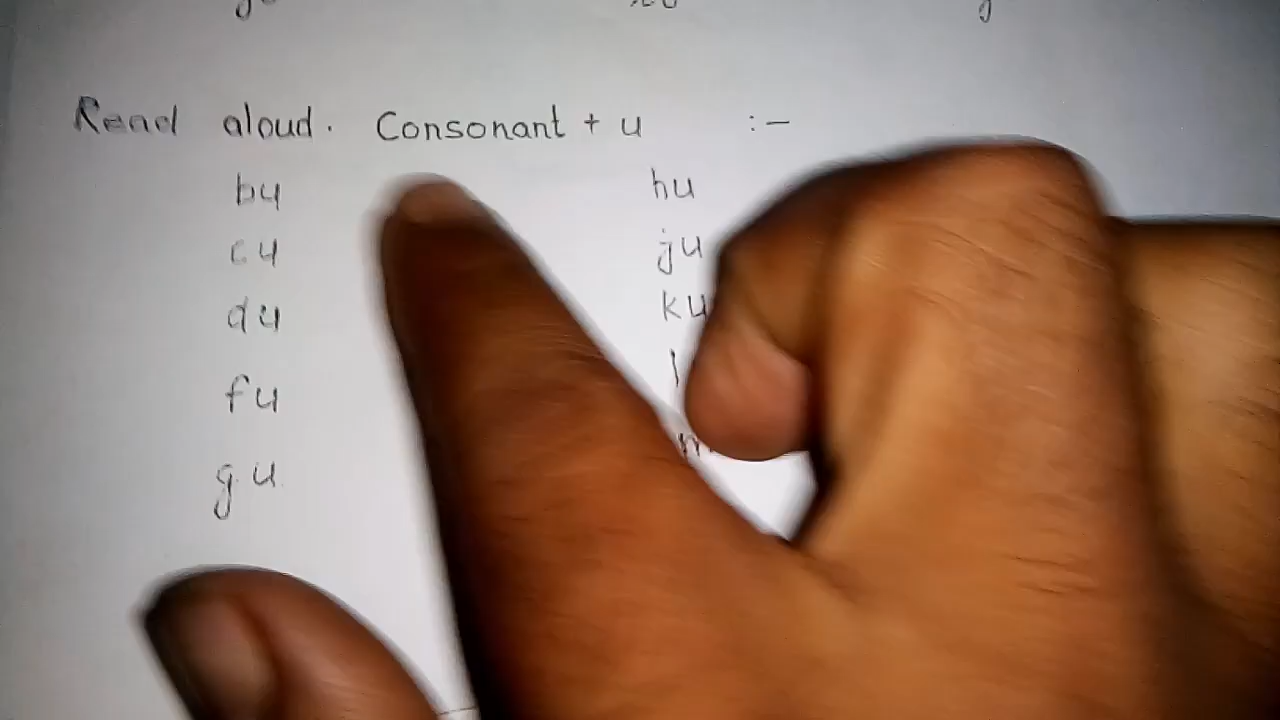 Read aloud. Consonant + u :-
bu hu
cu ju
du ku
fu
gu